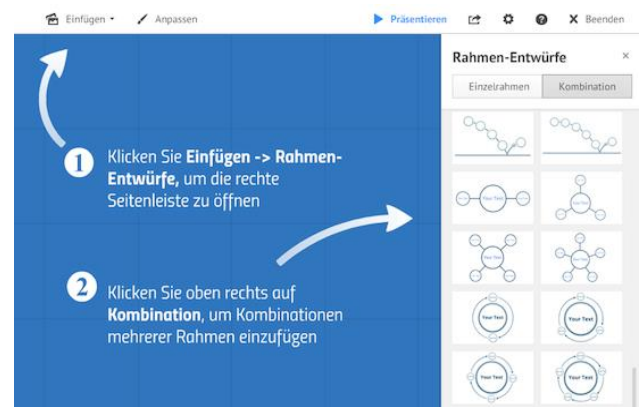 Einfügen
Anpassen
Präsentieren
Beenden
Rahmen-Entwürfe
Einzelrahmen
Kombination
1
Klicken Sie Einfügen -> Rahmen-
Entwürfe, um die rechte
Seitenleiste zu öffnen
2
Klicken Sie oben rechts auf
Kombination, um Kombinationen
mehrerer Rahmen einzufügen
Your Text
Your Text
Your Text
Your Text
Your Text
Your Text
Your Text
Your Text